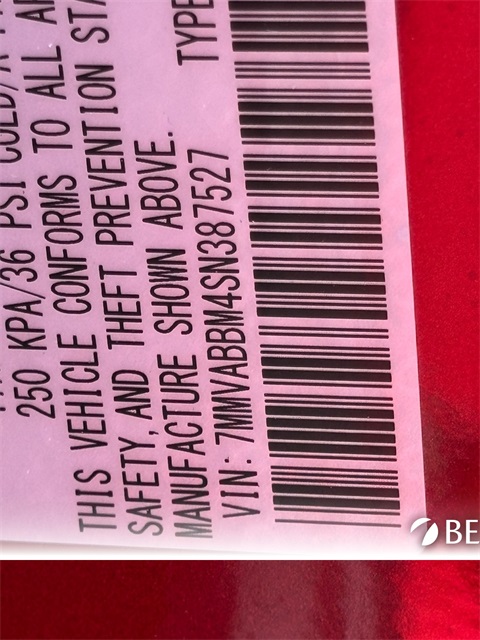 250 KPA/36 PSI COLD/A
THIS VEHICLE CONFORMS TO ALL
SAFETY, AND THEFT PREVENTION
MANUFACTURE SHOWN ABOVE.
VIN: 7MMVABBM4SN387527
TYPE
BE